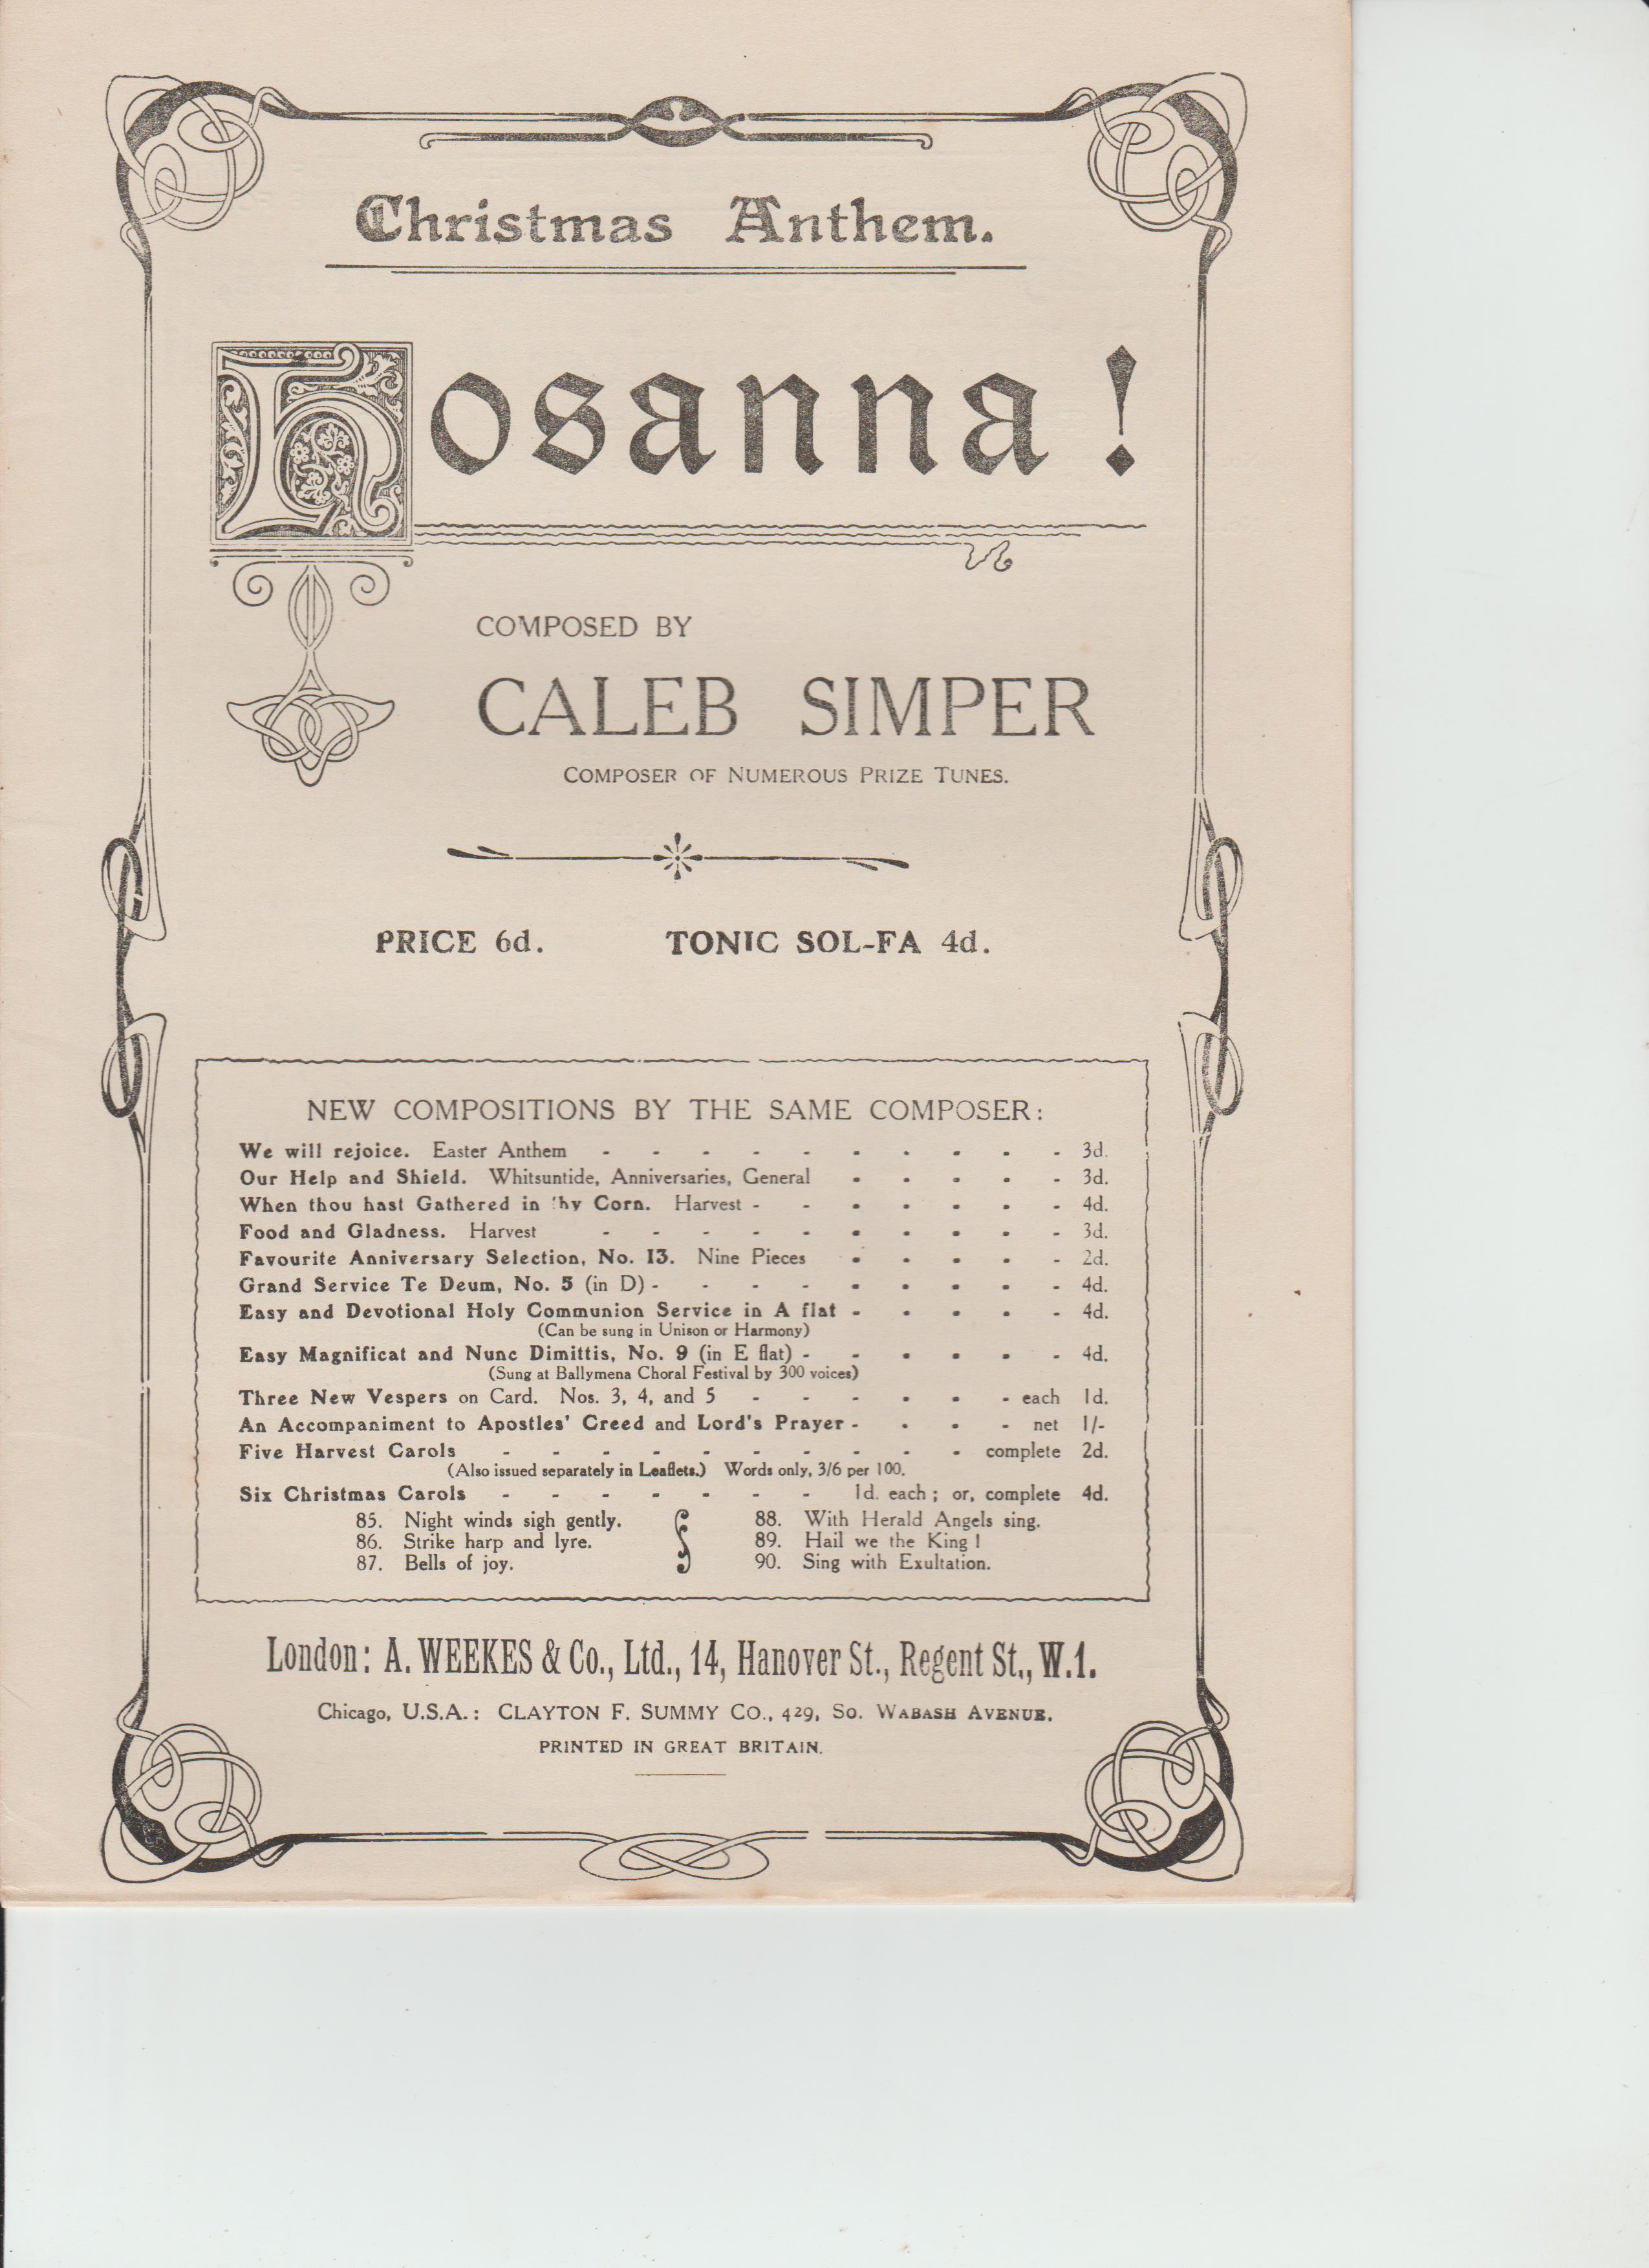 Christmas Anthem.
Hosanna!
COMPOSED BY
CALEB SIMPER
COMPOSER OF NUMEROUS PRIZE TUNES.
PRICE 6d. TONIC SOL-FA 4d.
NEW COMPOSITIONS BY THE SAME COMPOSER:
We will rejoice. Easter Anthem - - - - - - - - - - 3d.
Our Help and Shield. Whitsuntide, Anniversaries, General - - - - - 3d.
When thou hast Gathered in thy Corn. Harvest - - - - - - - 4d.
Food and Gladness. Harvest - - - - - - - - - - 3d.
Favourite Anniversary Selection, No. 13. Nine Pieces - - - - - 2d.
Grand Service Te Deum, No. 5 (in D) - - - - - - - - - 4d.
Easy and Devotional Holy Communion Service in A flat - - - - - 4d.
(Can be sung in Unison or Harmony)
Easy Magnificat and Nunc Dimittis, No. 9 (in E flat) - - - - - - 4d.
(Sung at Ballymena Choral Festival by 300 voices)
Three New Vespers on Card. Nos. 3, 4, and 5 - - - - - - each 1d.
An Accompaniment to Apostles' Creed and Lord's Prayer - - - - net 1/-
Five Harvest Carols - - - - - - - - - - complete 2d.
(Also issued separately in Leaflets.) Words only, 3/6 per 100.
Six Christmas Carols - - - - - - - 1d. each; or, complete 4d.
85. Night winds sigh gently. 88. With Herald Angels sing.
86. Strike harp and lyre. 89. Hail we the King!
87. Bells of joy. 90. Sing with Exultation.
London: A. WEEKES & Co., Ltd., 14, Hanover St., Regent St., W.1.
Chicago, U.S.A.: CLAYTON F. SUMMY CO., 429, SO. WABASH AVENUE.
PRINTED IN GREAT BRITAIN.